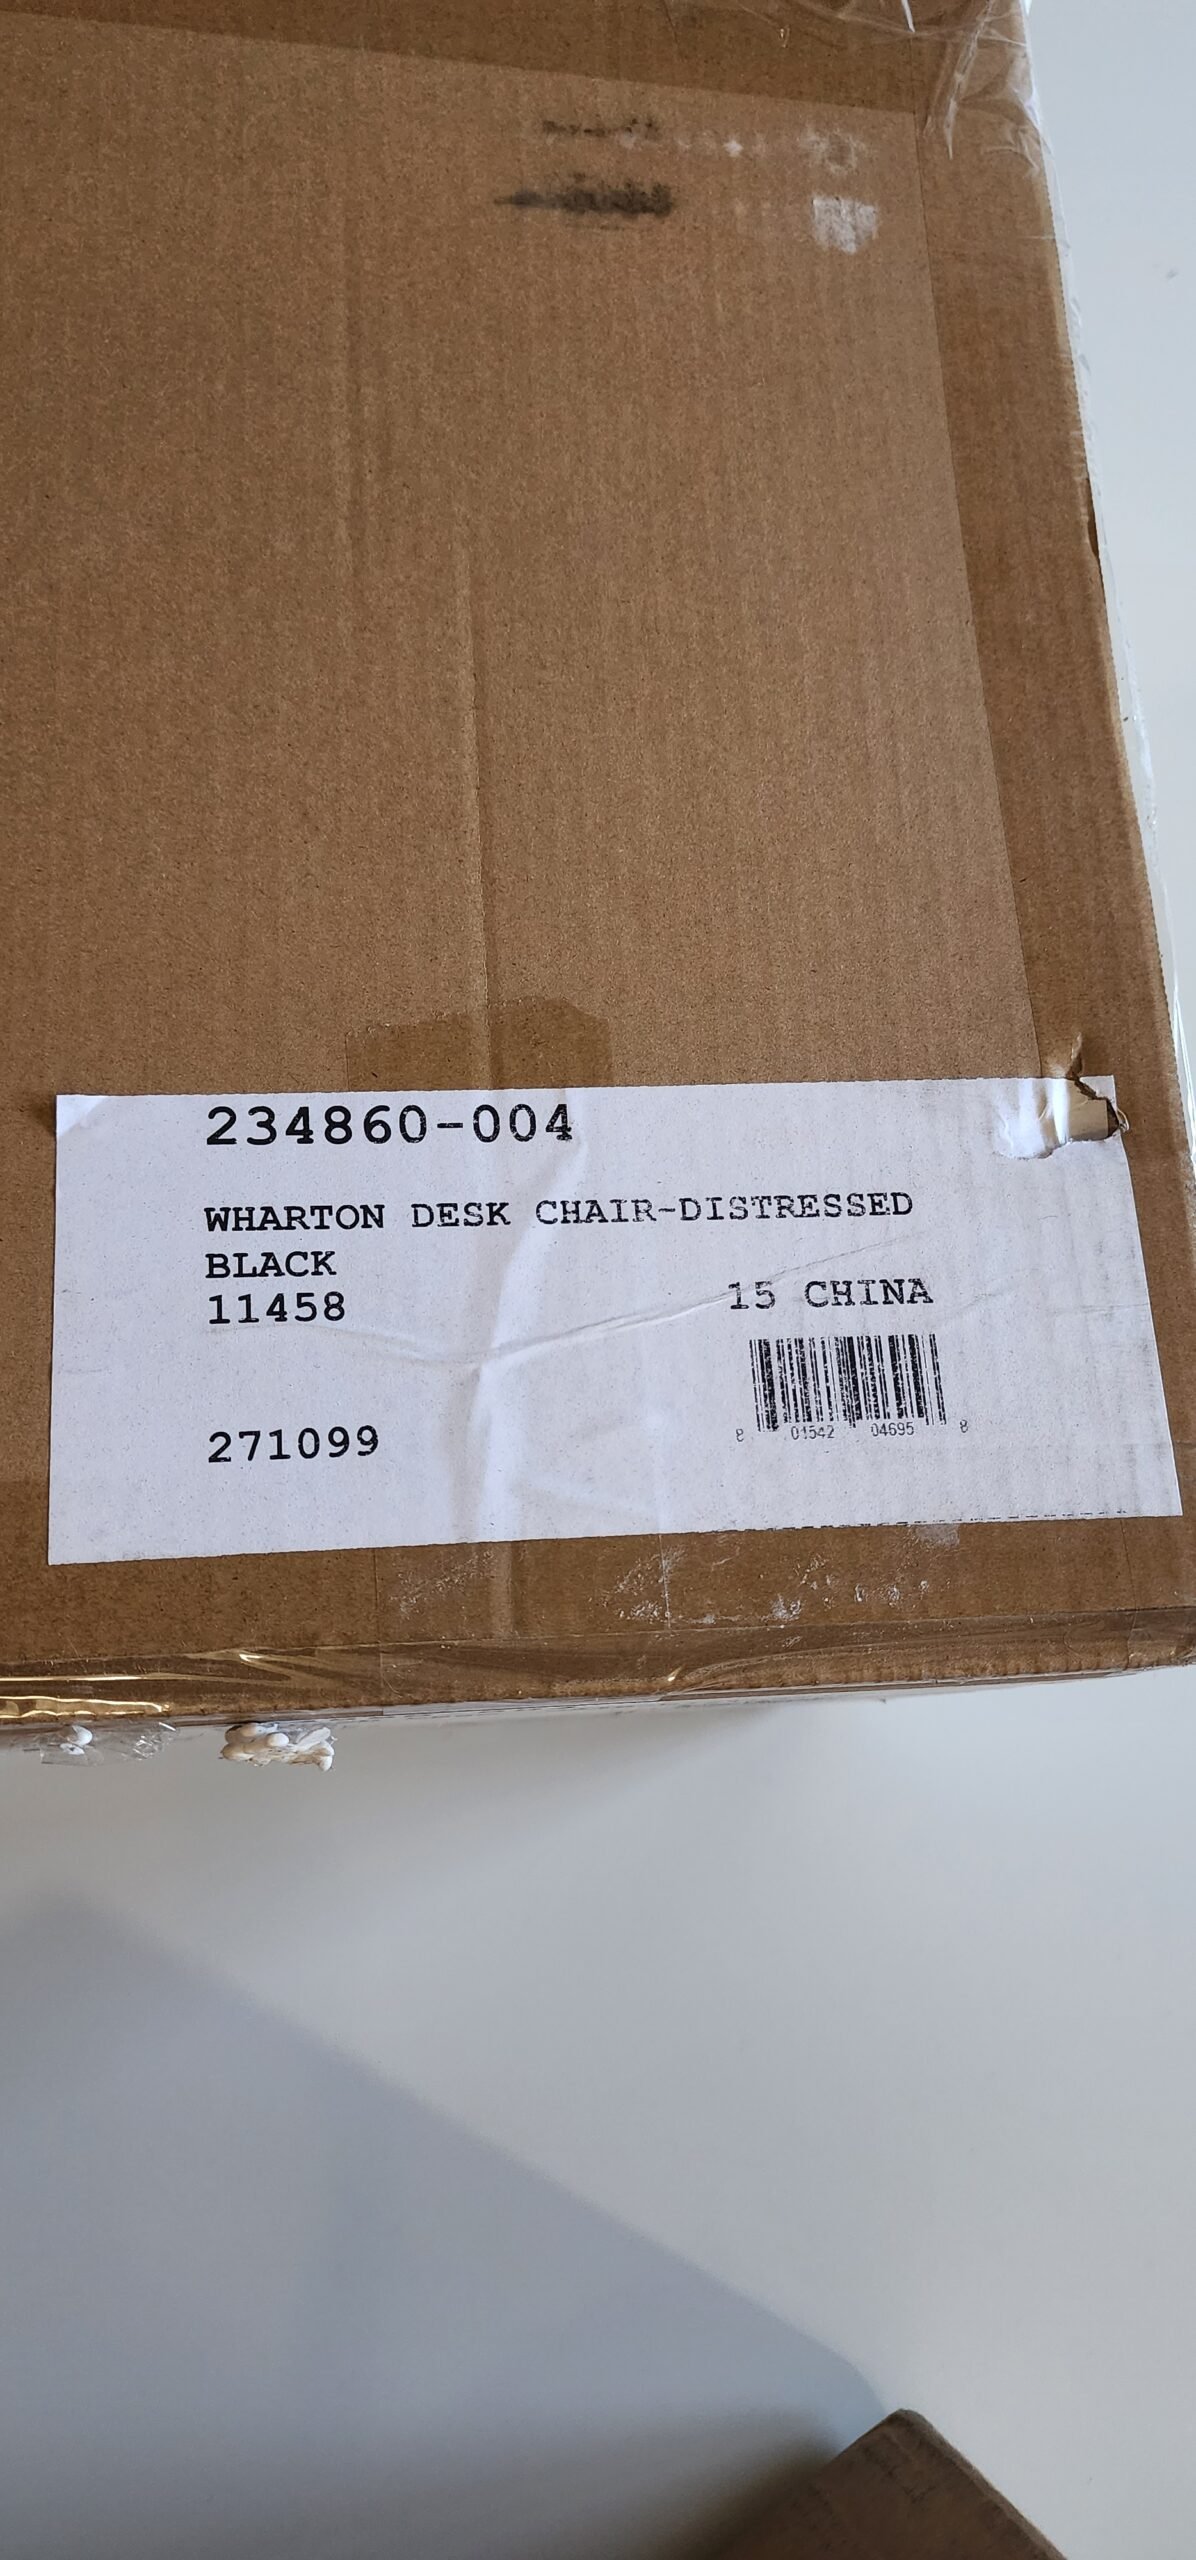 234860-004
WHARTON DESK CHAIR-DISTRESSED
BLACK
11458
15 CHINA
271099
8 01542 04695 8